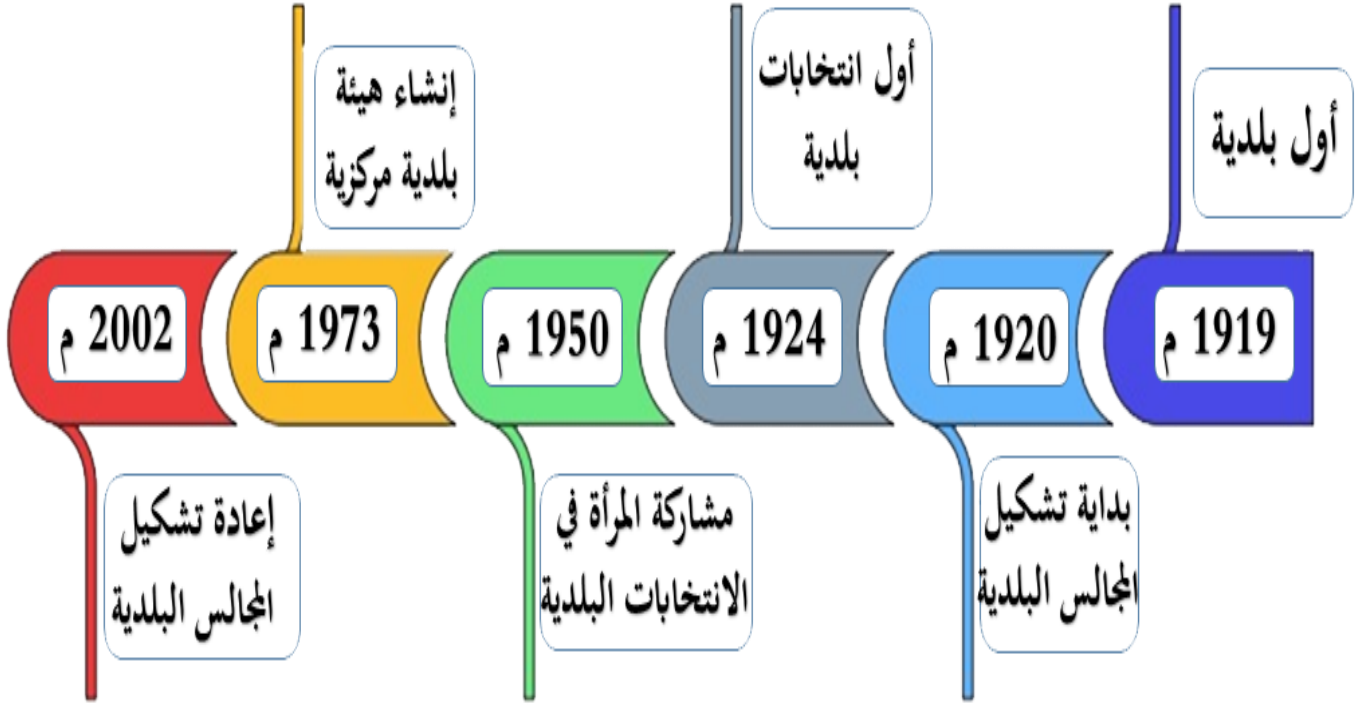 أول بلدية
1919 م
1920 م
بداية تشكيل
المجالس البلدية
أول انتخابات
بلدية
1924 م
1950 م
مشاركة المرأة في
الانتخابات البلدية
إنشاء هيئة
بلدية مركزية
1973 م
2002 م
إعادة تشكيل
المجالس البلدية